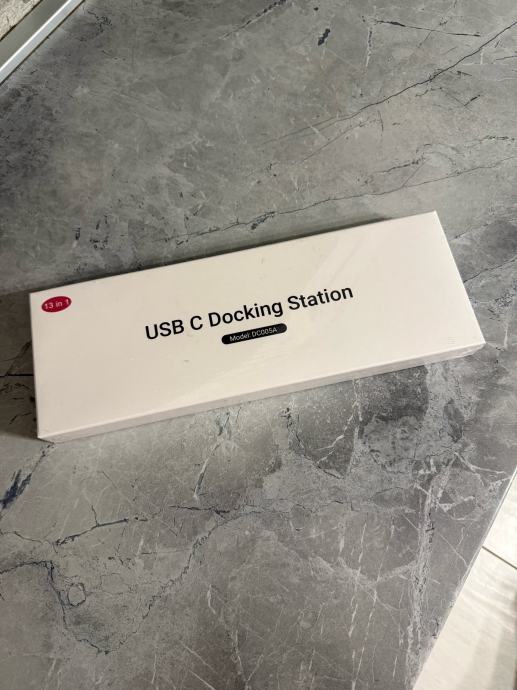 13 in 1
USB C Docking Station
Model: DC005A